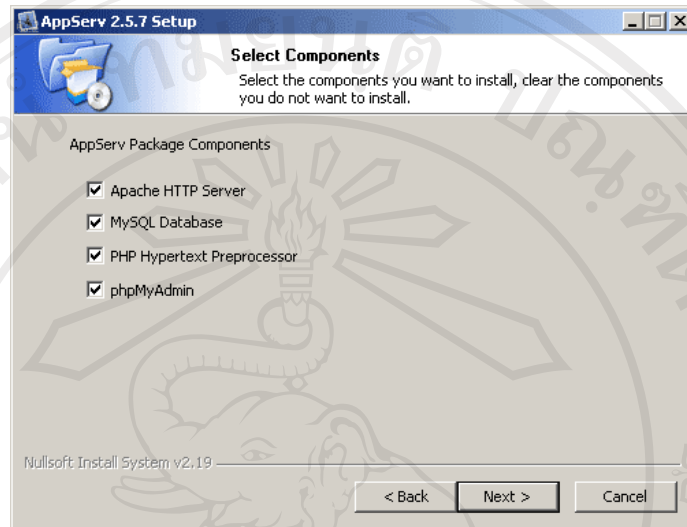 AppServ 2.5.7 Setup
Select Components
Select the components you want to install, clear the components
you do not want to install.
AppServ Package Components
Apache HTTP Server
MySQL Database
PHP Hypertext Preprocessor
phpMyAdmin
Nullsoft Install System v2.19
< Back
Next >
Cancel